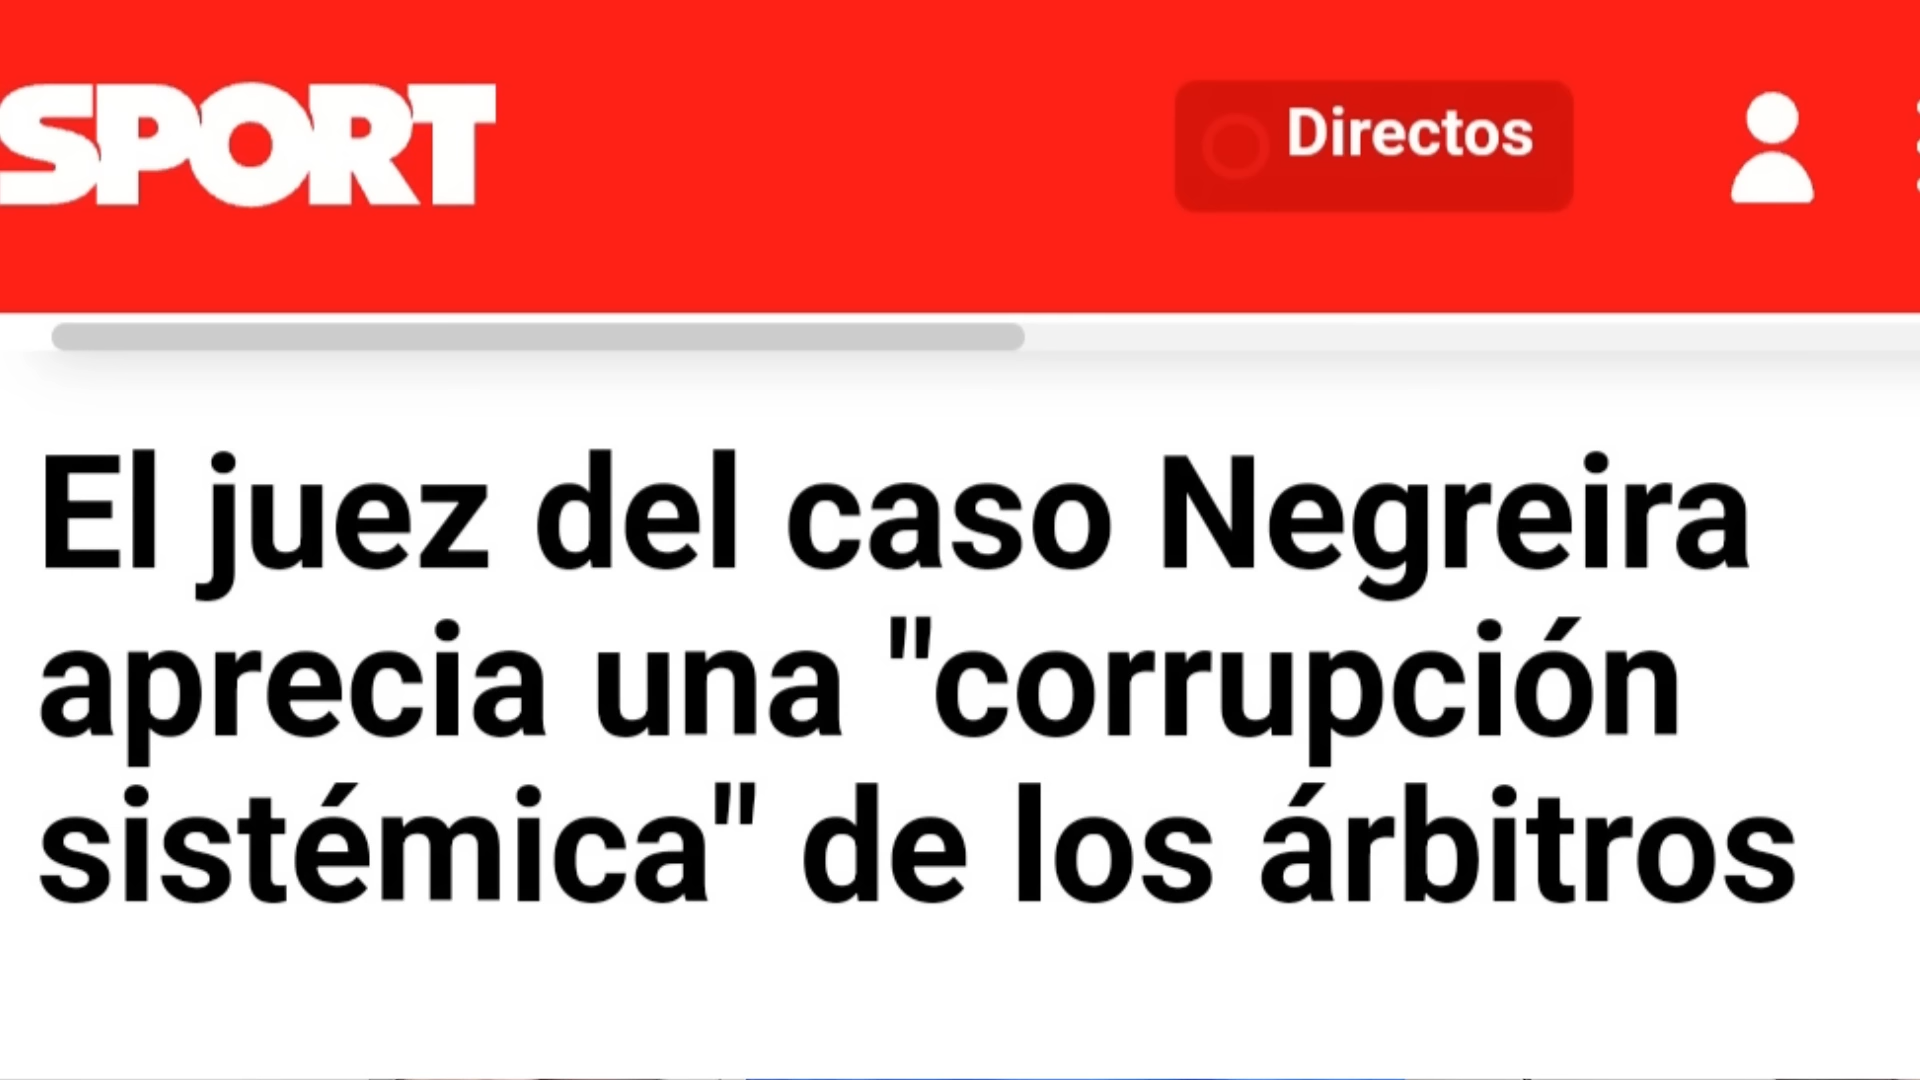 SPORT
Directos
El juez del caso Negreira
aprecia una "corrupción
sistémica" de los árbitros